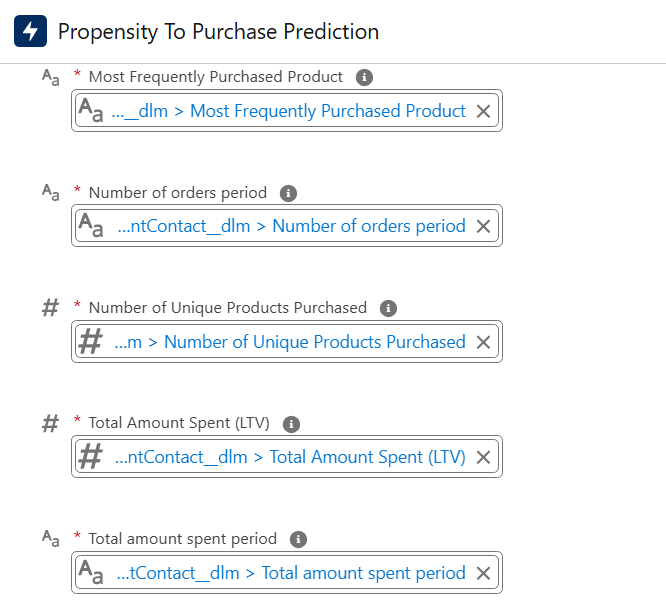 Propensity To Purchase Prediction
Aa * Most Frequently Purchased Product
Aa ...__dlm > Most Frequently Purchased Product
Aa * Number of orders period
Aa ...ntContact__dlm > Number of orders period
# * Number of Unique Products Purchased
# ...m > Number of Unique Products Purchased
# * Total Amount Spent (LTV)
# ...ntContact__dlm > Total Amount Spent (LTV)
Aa * Total amount spent period
Aa ...tContact__dlm > Total amount spent period